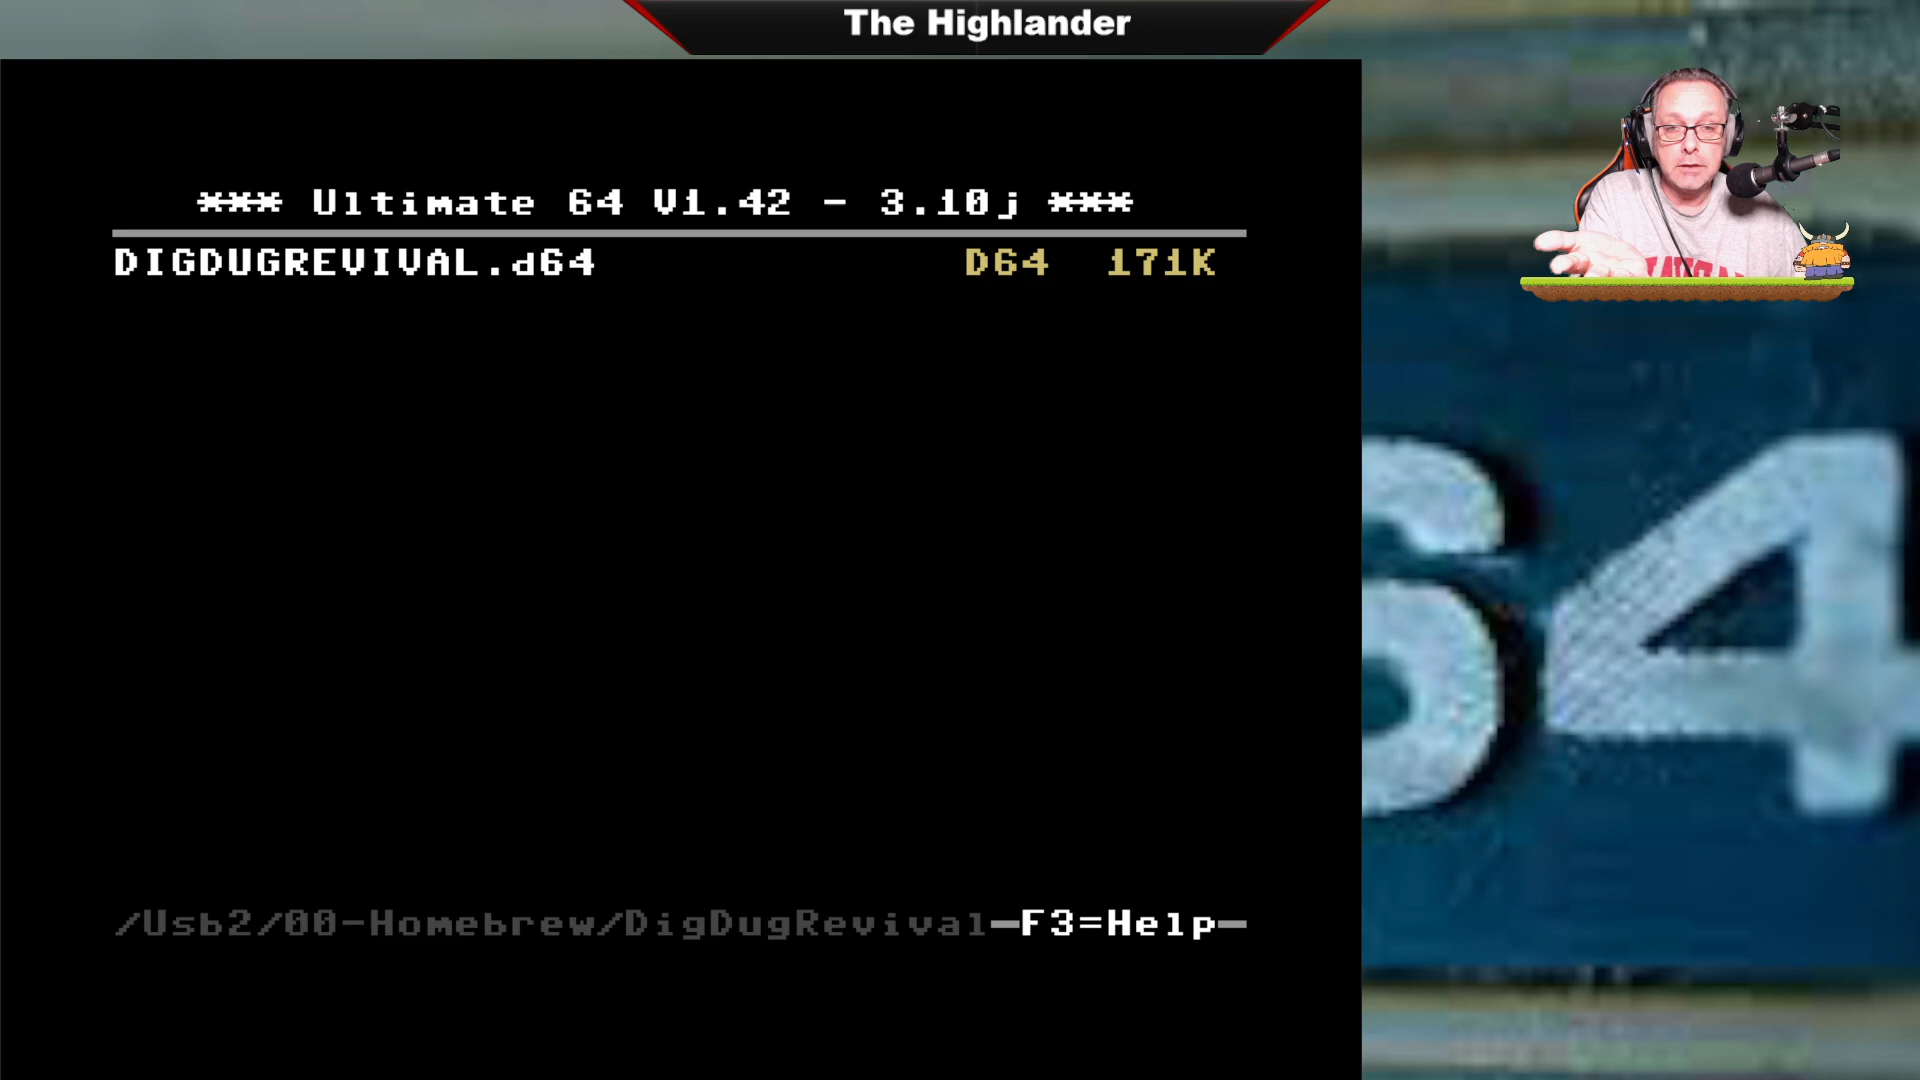 The Highlander
*** Ultimate 64 V1.42 - 3.10j ***
DIGDUGREVIVAL.d64 D64 171K
/Usb2/00-Homebrew/DigDugRevival—F3=Help—
64